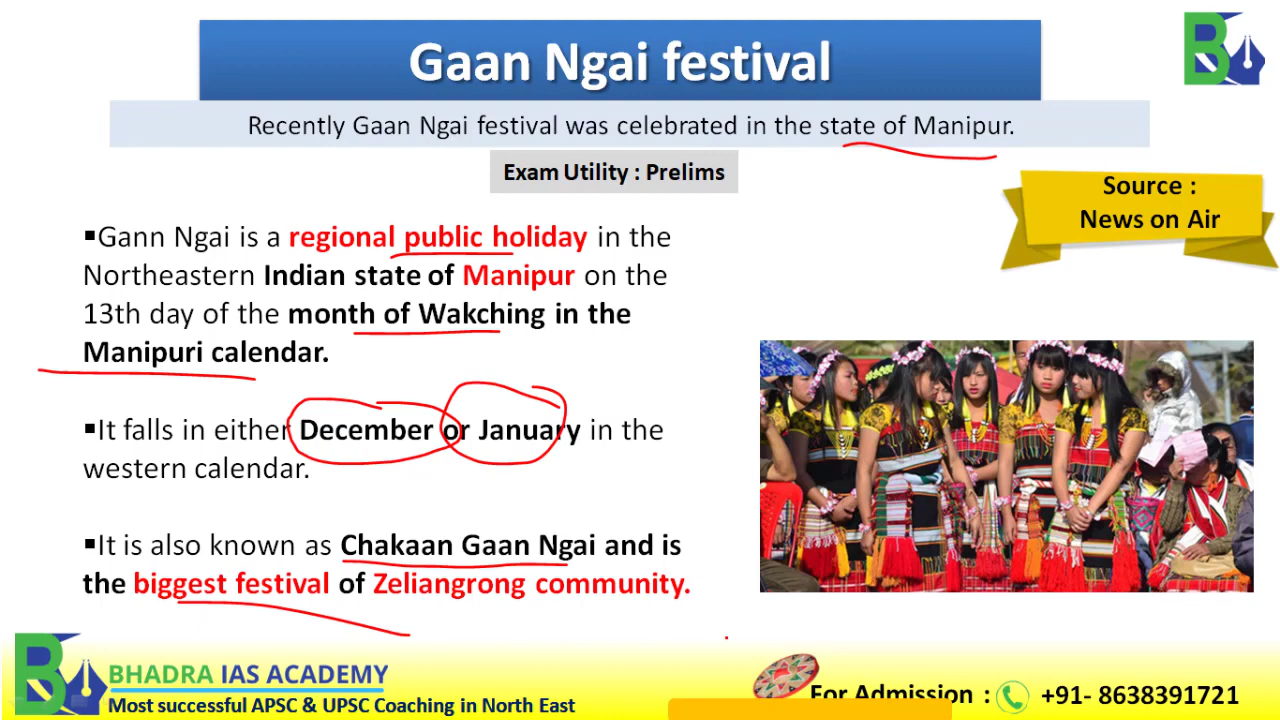 Gaan Ngai festival
Recently Gaan Ngai festival was celebrated in the state of Manipur.
Exam Utility : Prelims
Source :
News on Air
▪Gann Ngai is a regional public holiday in the
Northeastern Indian state of Manipur on the
13th day of the month of Wakching in the
Manipuri calendar.
▪It falls in either December or January in the
western calendar.
▪It is also known as Chakaan Gaan Ngai and is
the biggest festival of Zeliangrong community.
BHADRA IAS ACADEMY
Most successful APSC & UPSC Coaching in North East
For Admission : +91- 8638391721